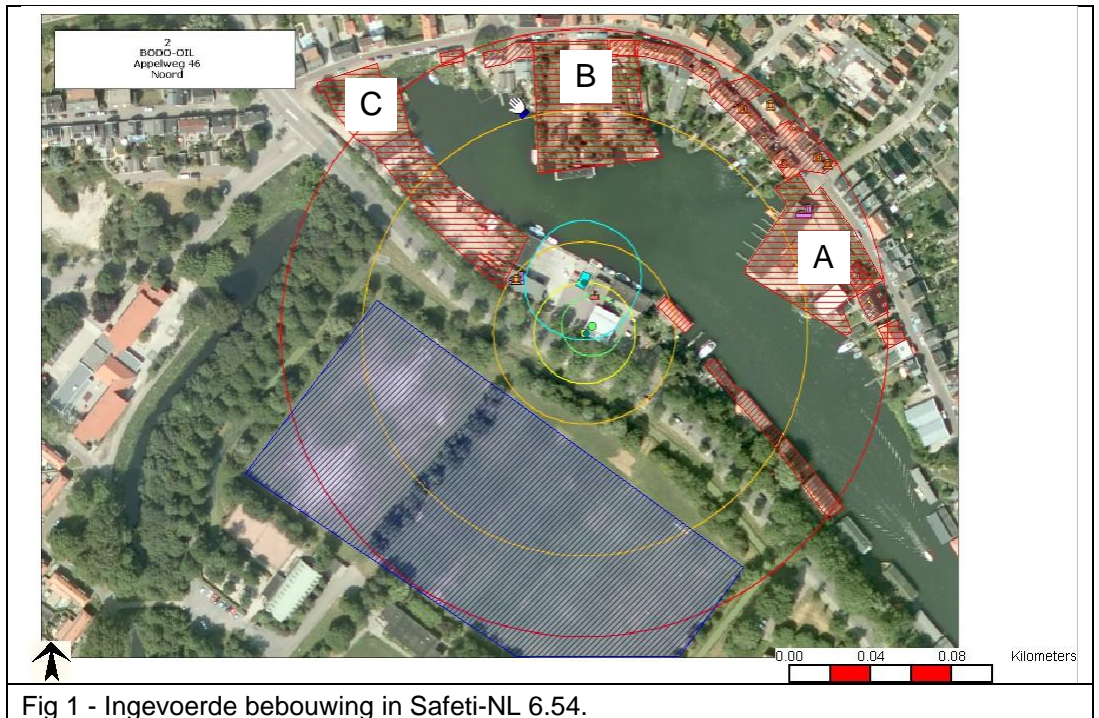 2
BODO-OIL
Appelweg 46
Noord
B
C
A
0.00 0.04 0.08 Kilometers
Fig 1 - Ingevoerde bebouwing in Safeti-NL 6.54.